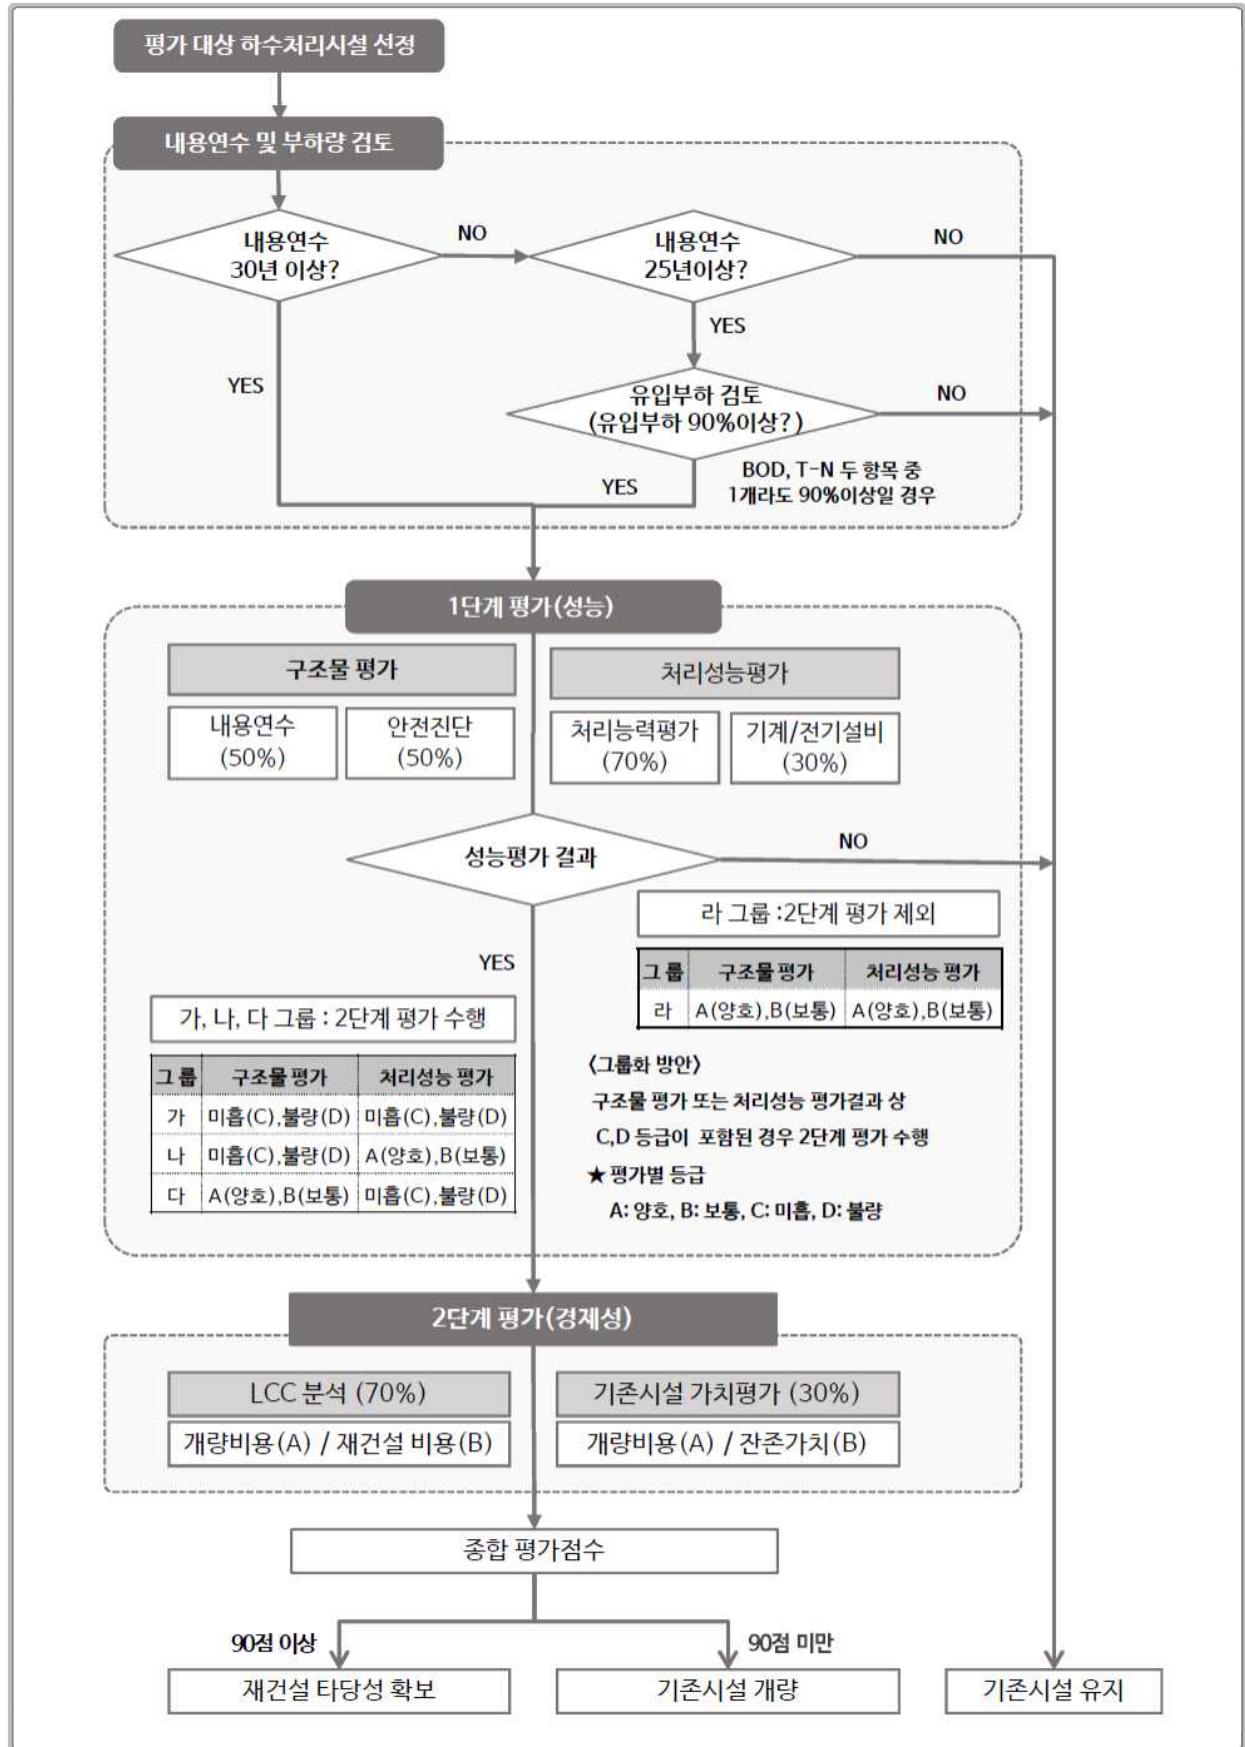 평가 대상 하수처리시설 선정
내용연수 및 부하량 검토
내용연수
30년 이상?
NO
내용연수
25년이상?
NO
YES
YES
유입부하 검토
(유입부하 90%이상?)
NO
YES
BOD, T-N 두 항목 중
1개라도 90%이상일 경우
1단계 평가(성능)
구조물 평가
처리성능평가
내용연수
(50%)
안전진단
(50%)
처리능력평가
(70%)
기계/전기설비
(30%)
성능평가 결과
NO
라 그룹 :2단계 평가 제외
그 룹 구조물 평가 처리성능 평가
라 A(양호),B(보통) A(양호),B(보통)
YES
가, 나, 다 그룹 : 2단계 평가 수행
그 룹 구조물 평가 처리성능 평가
가 미흡(C),불량(D) 미흡(C),불량(D)
나 미흡(C),불량(D) A(양호),B(보통)
다 A(양호),B(보통) 미흡(C),불량(D)
〈그룹화 방안〉
구조물 평가 또는 처리성능 평가결과 상
C,D 등급이 포함된 경우 2단계 평가 수행
★ 평가별 등급
A: 양호, B: 보통, C: 미흡, D: 불량
2단계 평가(경제성)
LCC 분석 (70%)
개량비용(A) / 재건설 비용(B)
기존시설 가치평가 (30%)
개량비용(A) / 잔존가치(B)
종합 평가점수
90점 이상
90점 미만
재건설 타당성 확보
기존시설 개량
기존시설 유지